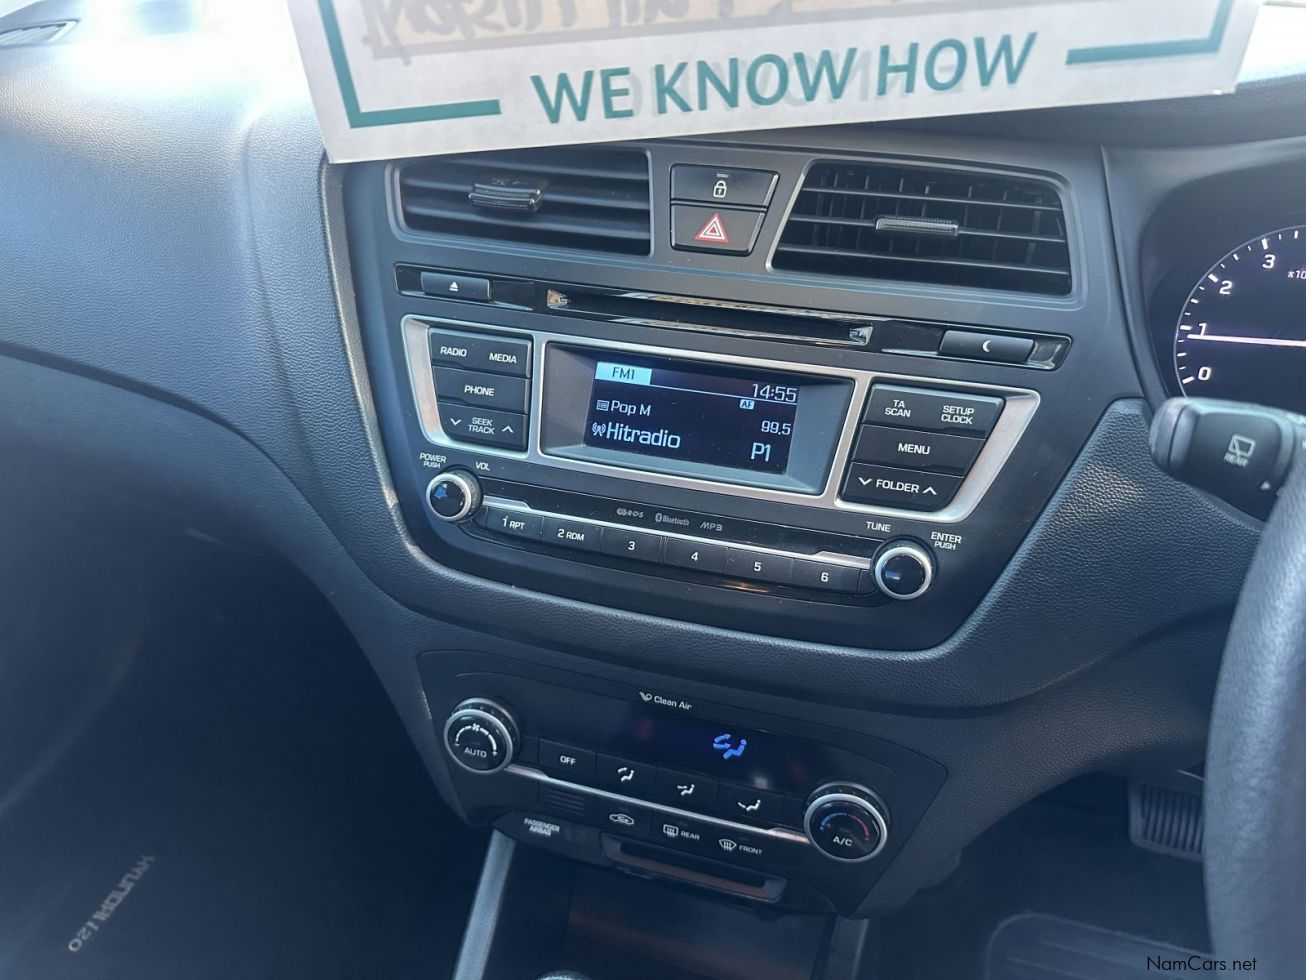 WE KNOW HOW
RADIO MEDIA
PHONE
SEEK
TRACK
FM1 14:55
AF
Pop M 99.5
Hitradio P1
TA
SCAN
SETUP
CLOCK
MENU
FOLDER
POWER
PUSH
VOL
R·D·S Bluetooth MP3
TUNE
ENTER
PUSH
1 RPT 2 RDM 3 4 5 6
3
2
1
0
x10
REAR
Clean Air
AUTO
OFF
A/C
PASSENGER
AIRBAG
REAR
FRONT
HYUNDAI I20
NamCars.net